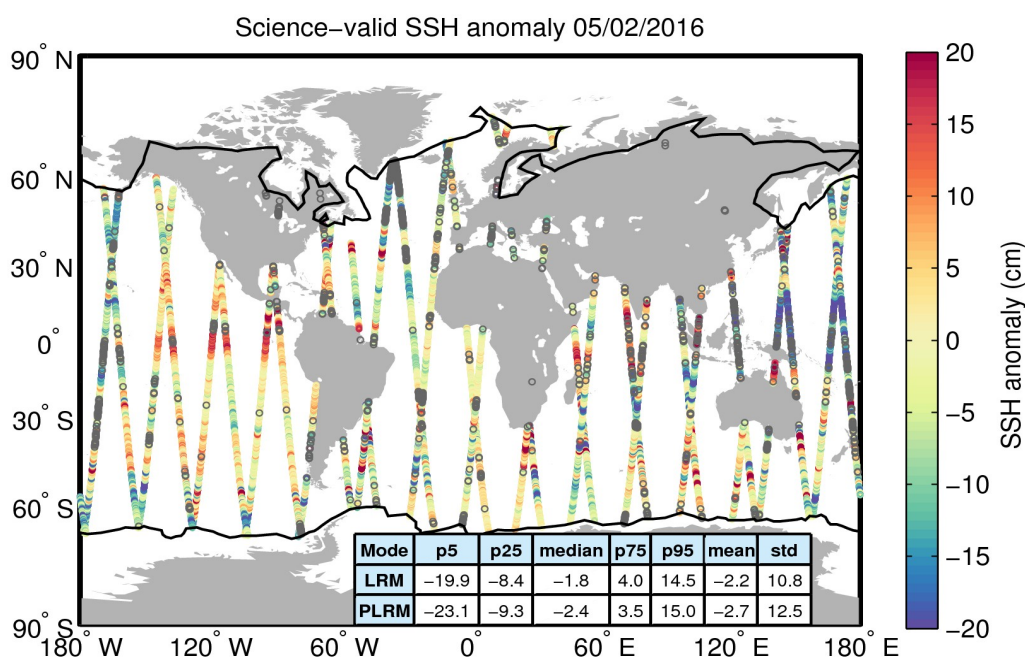 Science−valid SSH anomaly 05/02/2016
90° N
60° N
30° N
0°
30° S
60° S
90° S
180° W
120° W
60° W
0°
60° E
120° E
180° E
Mode p5 p25 median p75 p95 mean std
LRM −19.9 −8.4 −1.8 4.0 14.5 −2.2 10.8
PLRM −23.1 −9.3 −2.4 3.5 15.0 −2.7 12.5
20
15
10
5
0
−5
−10
−15
−20
SSH anomaly (cm)